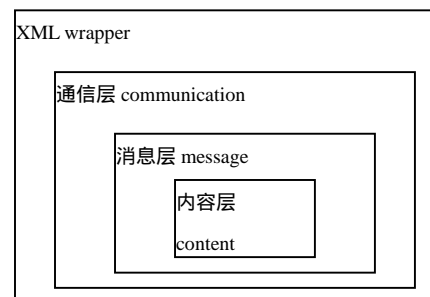 XML wrapper
通信层 communication
消息层 message
内容层
content